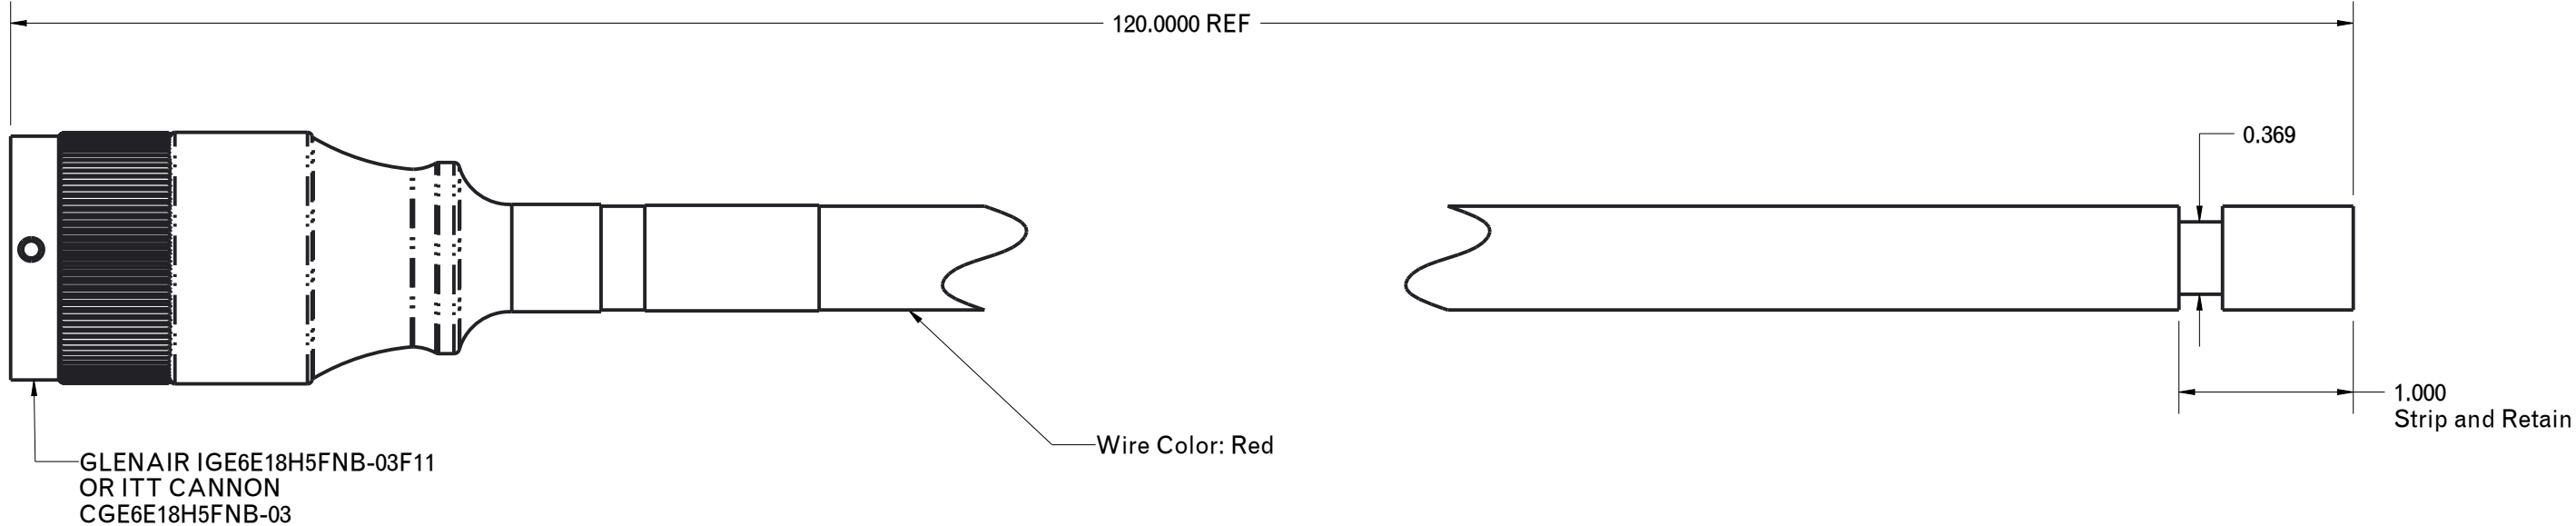 120.0000 REF
0.369
1.000
Strip and Retain
Wire Color: Red
GLENAIR IGE6E18H5FNB-03F11
OR ITT CANNON
CGE6E18H5FNB-03